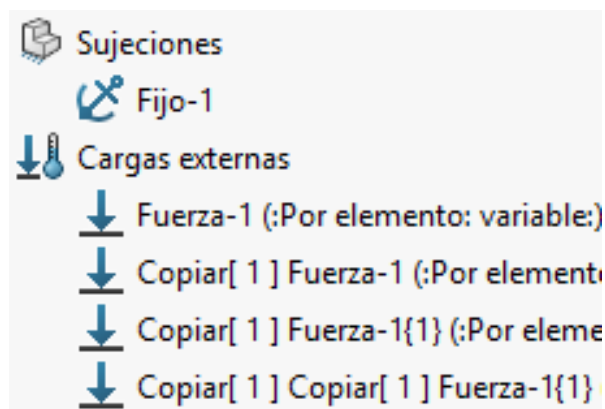 Sujeciones
Fijo-1
Cargas externas
Fuerza-1 (:Por elemento: variable:)
Copiar[ 1 ] Fuerza-1 (:Por elemento
Copiar[ 1 ] Fuerza-1{1} (:Por eleme
Copiar[ 1 ] Copiar[ 1 ] Fuerza-1{1} (